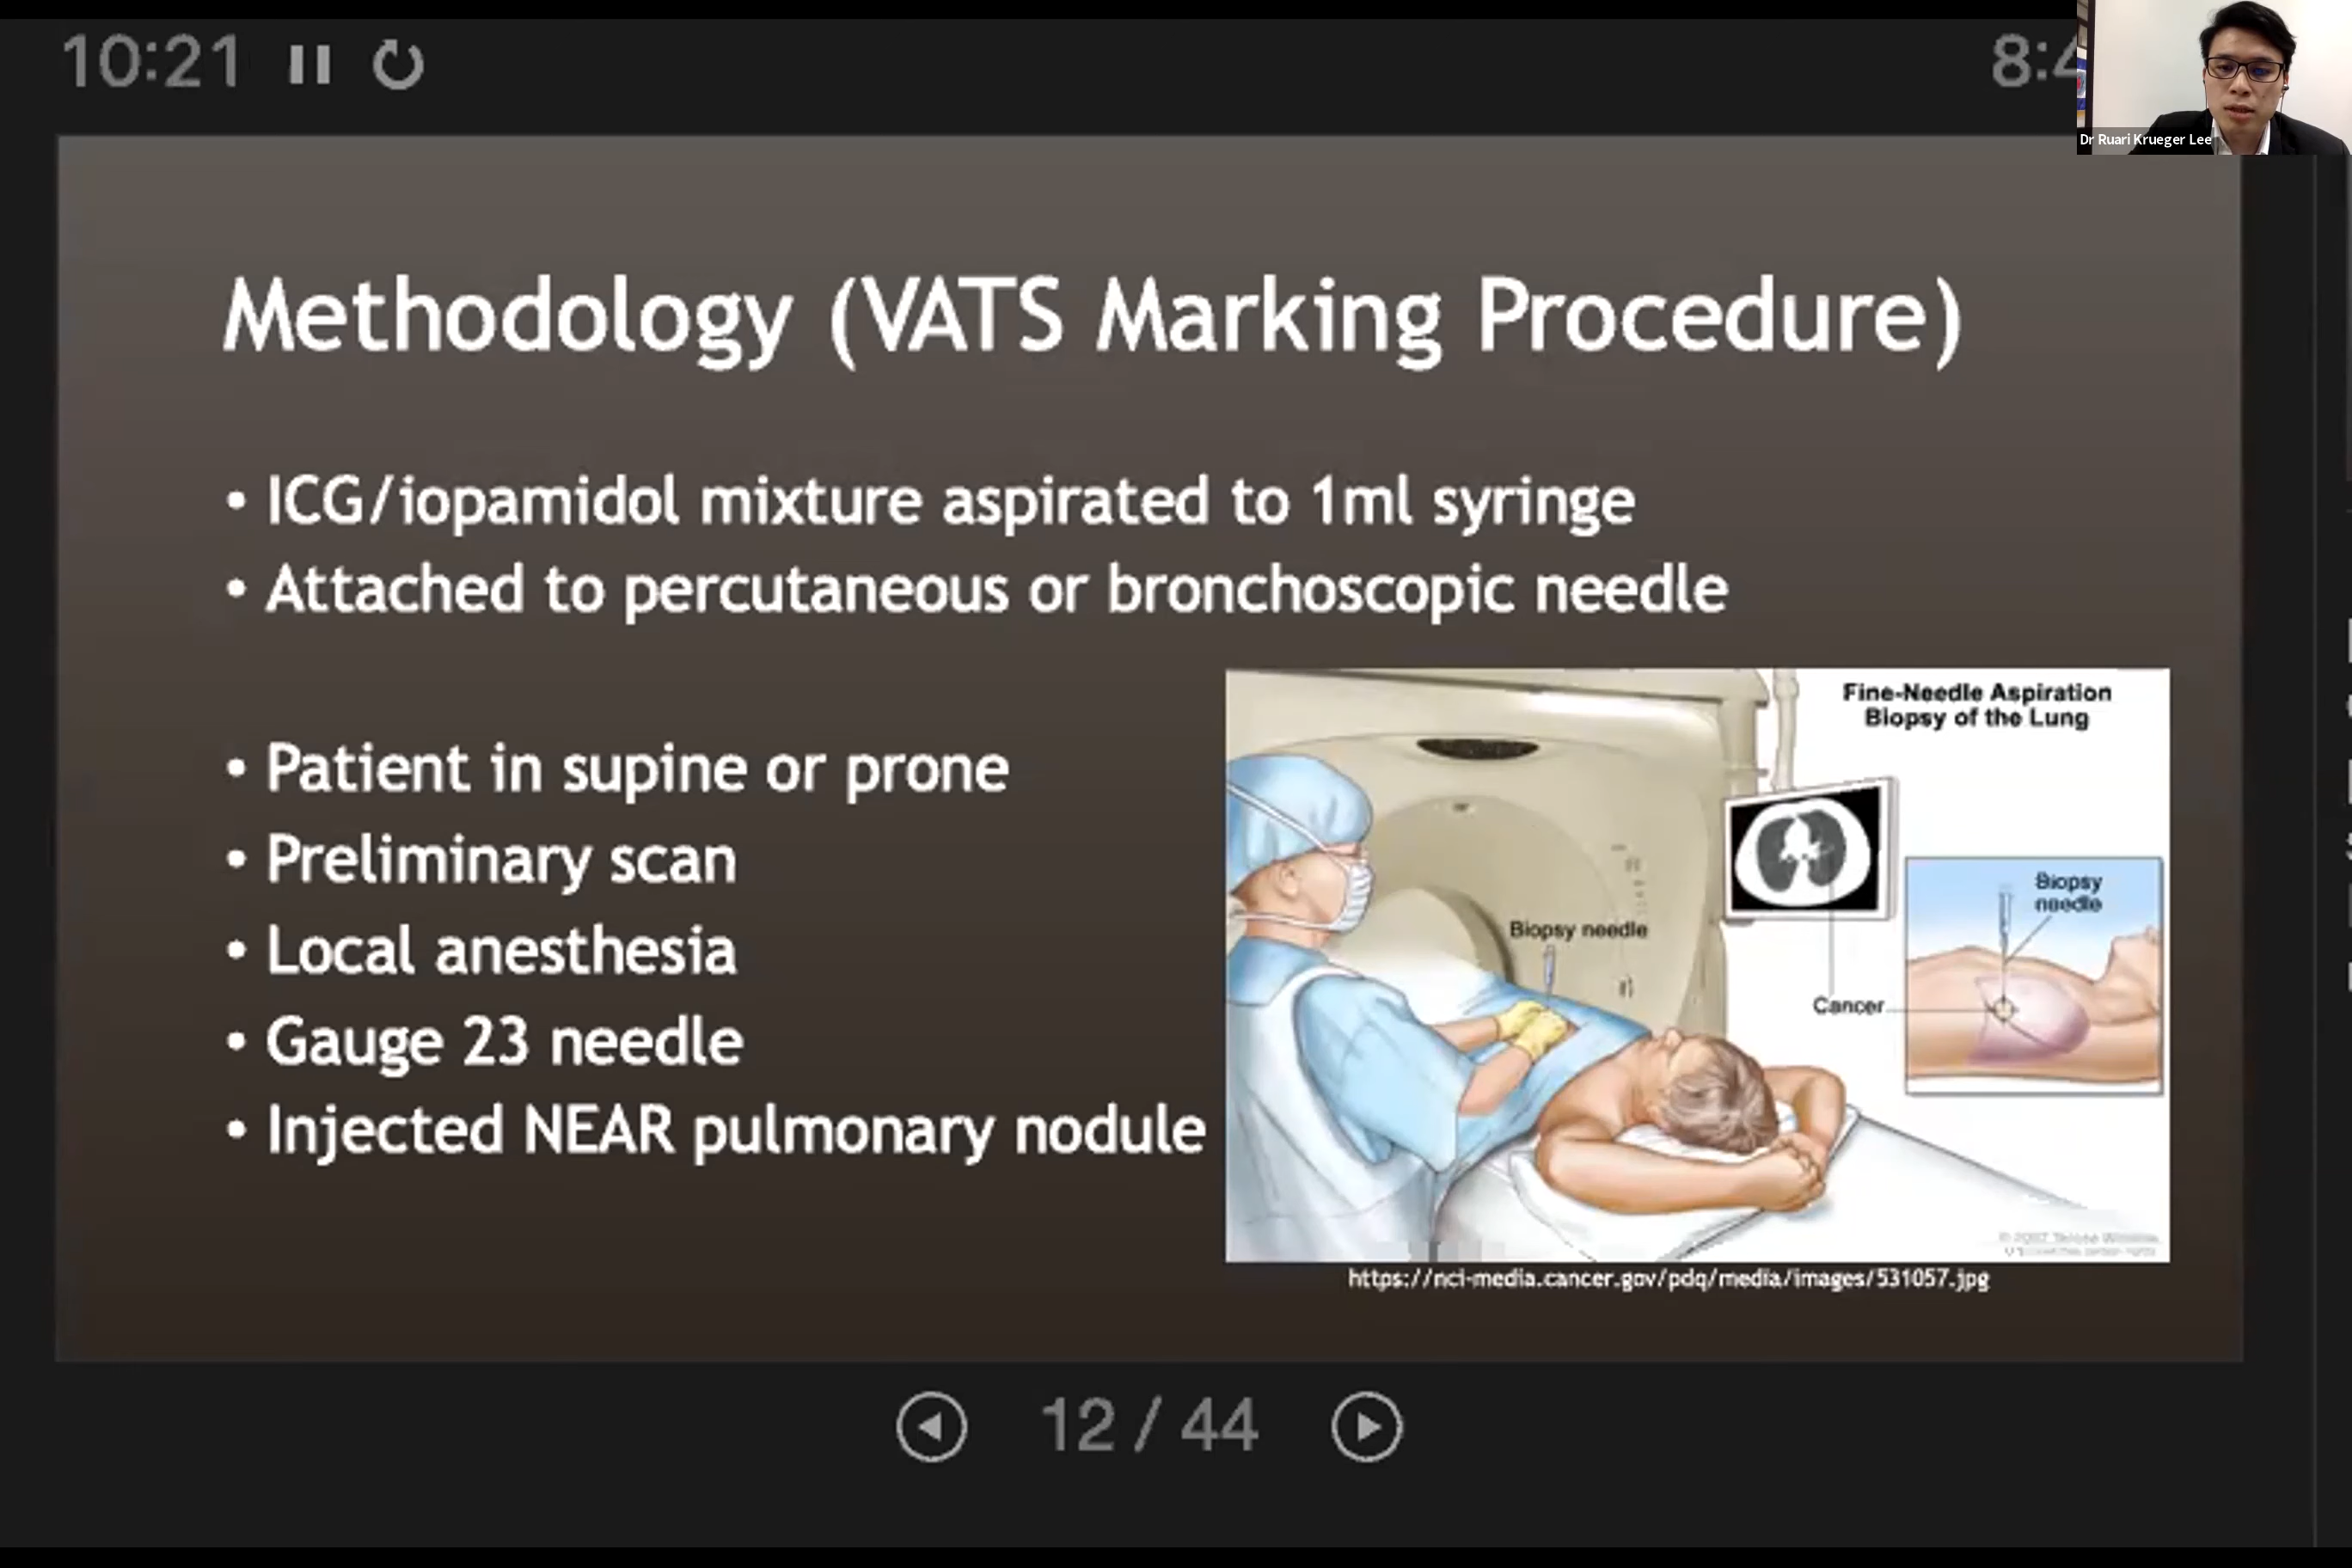 10:21
8:4
Dr Ruari Krueger Lee
Methodology (VATS Marking Procedure)
• ICG/iopamidol mixture aspirated to 1ml syringe
• Attached to percutaneous or bronchoscopic needle
• Patient in supine or prone
• Preliminary scan
• Local anesthesia
• Gauge 23 needle
• Injected NEAR pulmonary nodule
Fine-Needle Aspiration
Biopsy of the Lung
Biopsy
needle
Biopsy needle
Cancer
https://nci-media.cancer.gov/pdq/media/images/531057.jpg
12 / 44